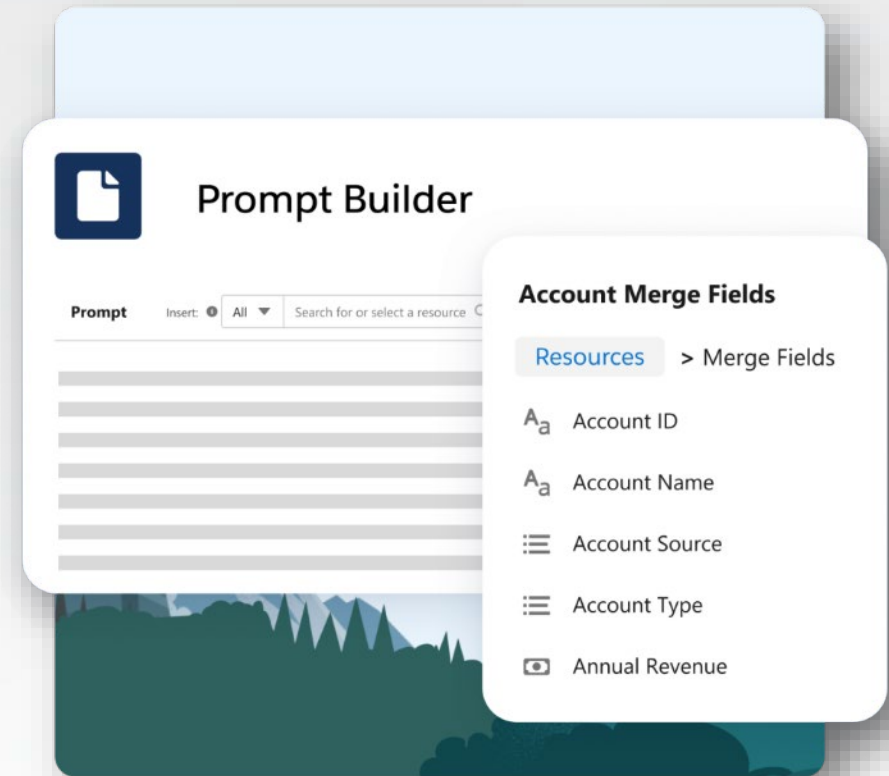 Prompt Builder
Prompt Insert: All Search for or select a resource
Account Merge Fields
Resources > Merge Fields
Account ID
Account Name
Account Source
Account Type
Annual Revenue